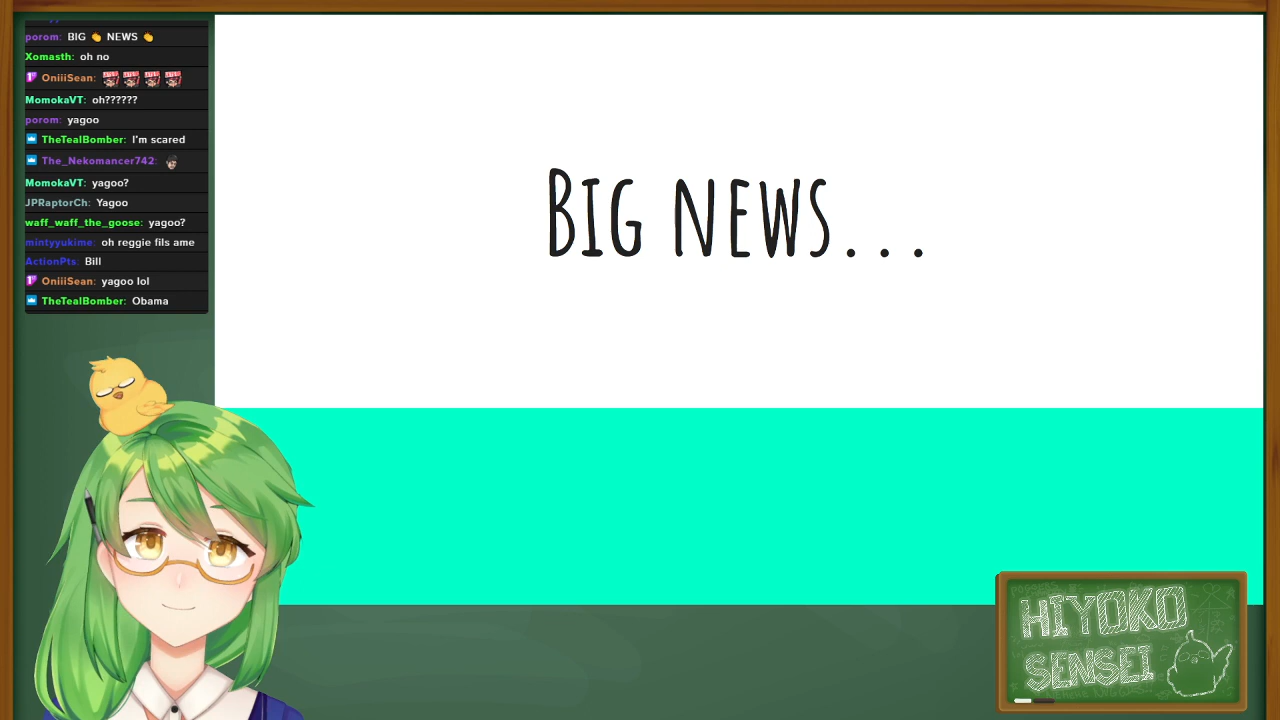 porom: BIG 👏 NEWS 👏
Xomasth: oh no
OniiiSean:
MomokaVT: oh??????
porom: yagoo
TheTealBomber: I'm scared
The_Nekomancer742:
MomokaVT: yagoo?
JPRaptorCh: Yagoo
waff_waff_the_goose: yagoo?
mintyyukime: oh reggie fils ame
ActionPts: Bill
OniiiSean: yagoo lol
TheTealBomber: Obama
BIG NEWS...
HIYOKO
SENSEI